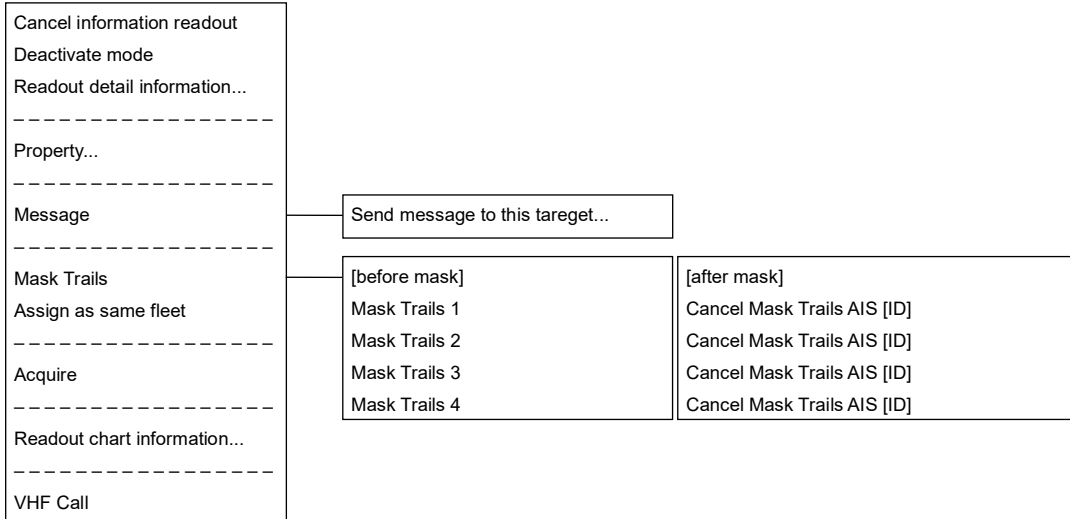 Cancel information readout
Deactivate mode
Readout detail information...
Property...
Message
Send message to this tareget...
Mask Trails
Assign as same fleet
[before mask]
Mask Trails 1
Mask Trails 2
Mask Trails 3
Mask Trails 4
[after mask]
Cancel Mask Trails AIS [ID]
Cancel Mask Trails AIS [ID]
Cancel Mask Trails AIS [ID]
Cancel Mask Trails AIS [ID]
Acquire
Readout chart information...
VHF Call